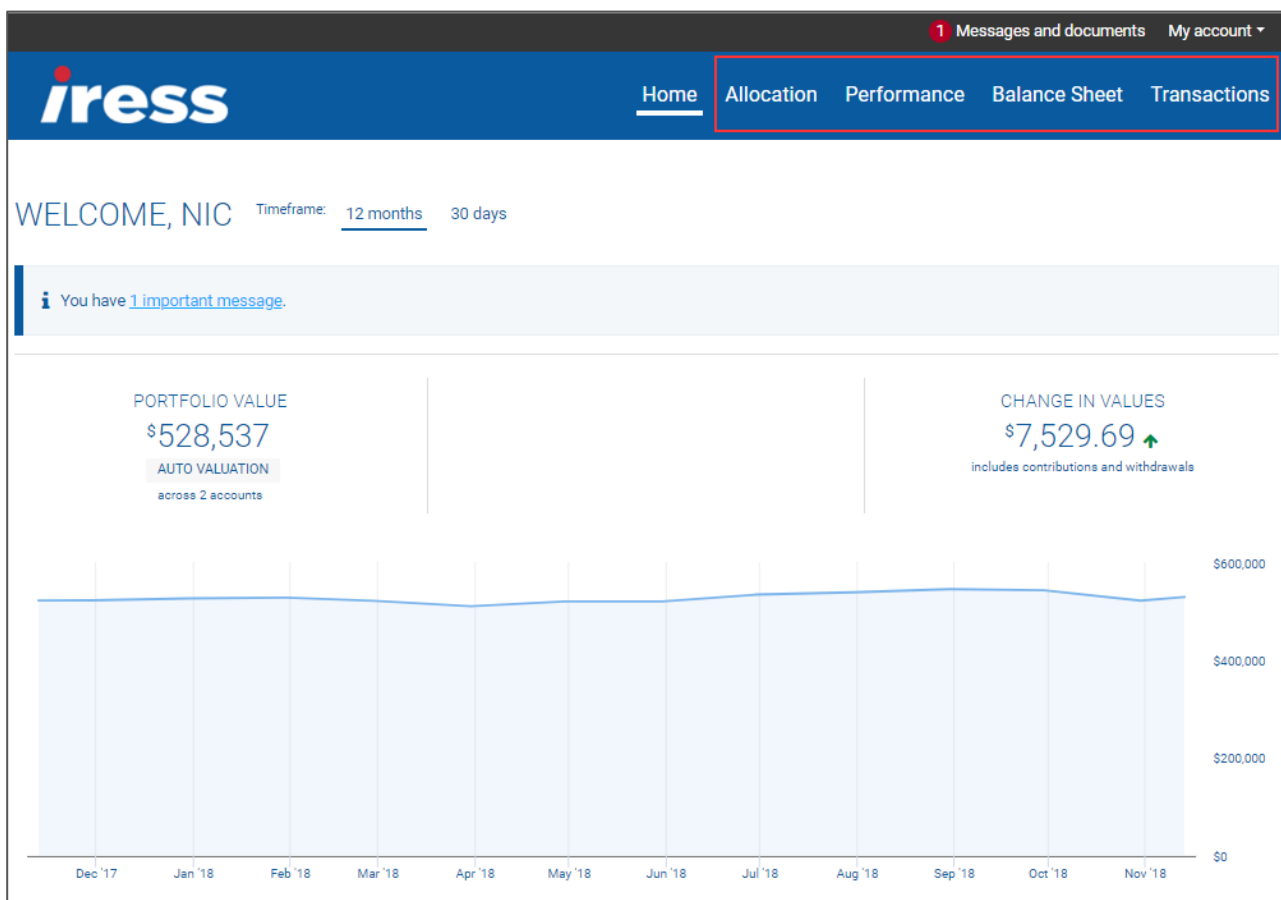 1 Messages and documents My account
iress
Home Allocation Performance Balance Sheet Transactions
WELCOME, NIC Timeframe: 12 months 30 days
i You have 1 important message.
PORTFOLIO VALUE
$528,537
AUTO VALUATION
across 2 accounts
CHANGE IN VALUES
$7,529.69
includes contributions and withdrawals
$600,000
$400,000
$200,000
$0
Dec '17 Jan '18 Feb '18 Mar '18 Apr '18 May '18 Jun '18 Jul '18 Aug '18 Sep '18 Oct '18 Nov '18